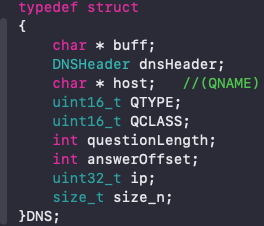 typedef struct
{
    char * buff;
    DNSHeader dnsHeader;
    char * host;   //(QNAME)
    uint16_t QTYPE;
    uint16_t QCLASS;
    int questionLength;
    int answerOffset;
    uint32_t ip;
    size_t size_n;
}DNS;